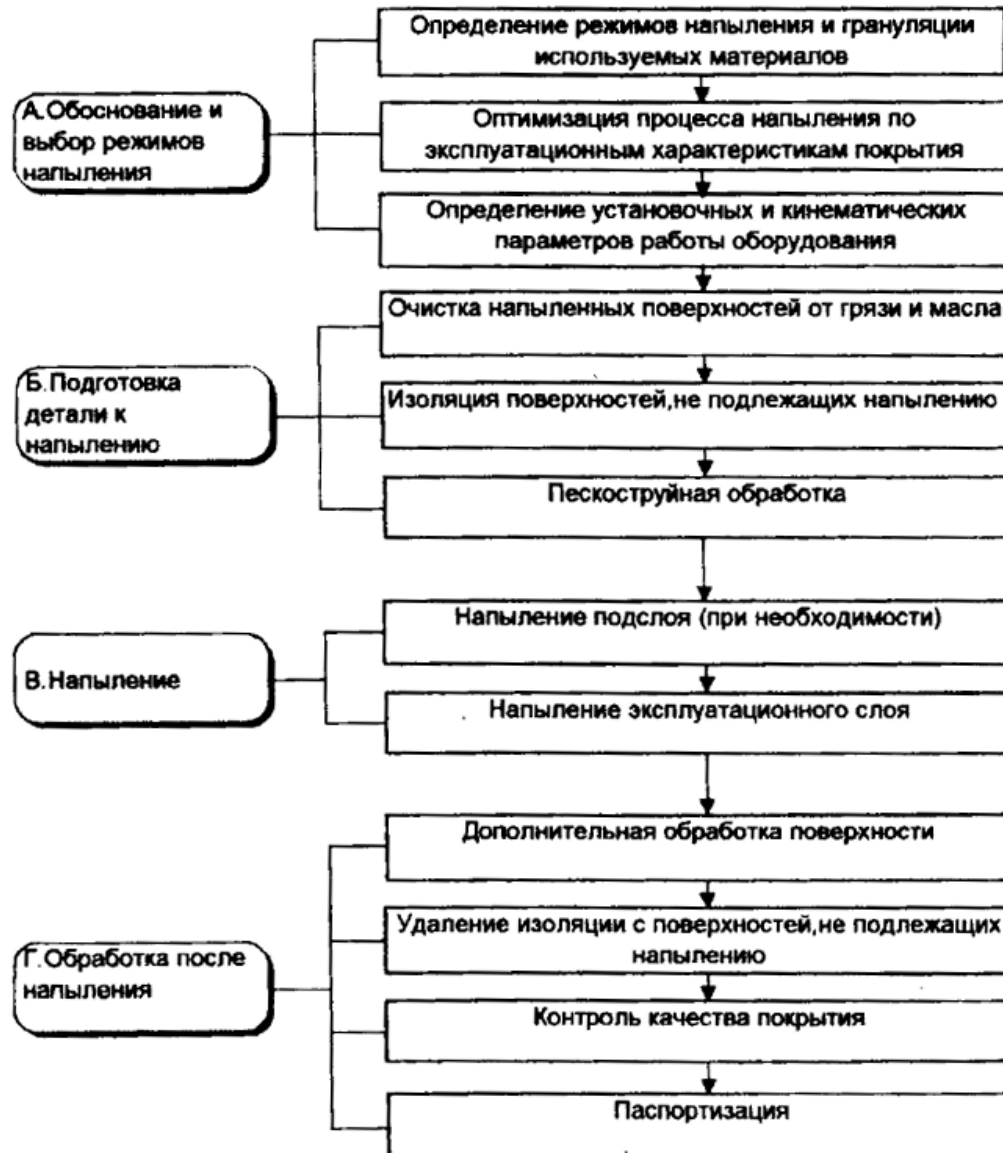 Определение режимов напыления и грануляции
используемых материалов
А.Обоснование и
выбор режимов
напыления
Оптимизация процесса напыления по
эксплуатационным характеристикам покрытия
Определение установочных и кинематических
параметров работы оборудования
Очистка напыленных поверхностей от грязи и масла
Б.Подготовка
детали к
напылению
Изоляция поверхностей,не подлежащих напылению
Пескоструйная обработка
В.Напыление
Напыление подслоя (при необходимости)
Напыление эксплуатационного слоя
Дополнительная обработка поверхности
Г.Обработка после
напыления
Удаление изоляции с поверхностей,не подлежащих
напылению
Контроль качества покрытия
Паспортизация